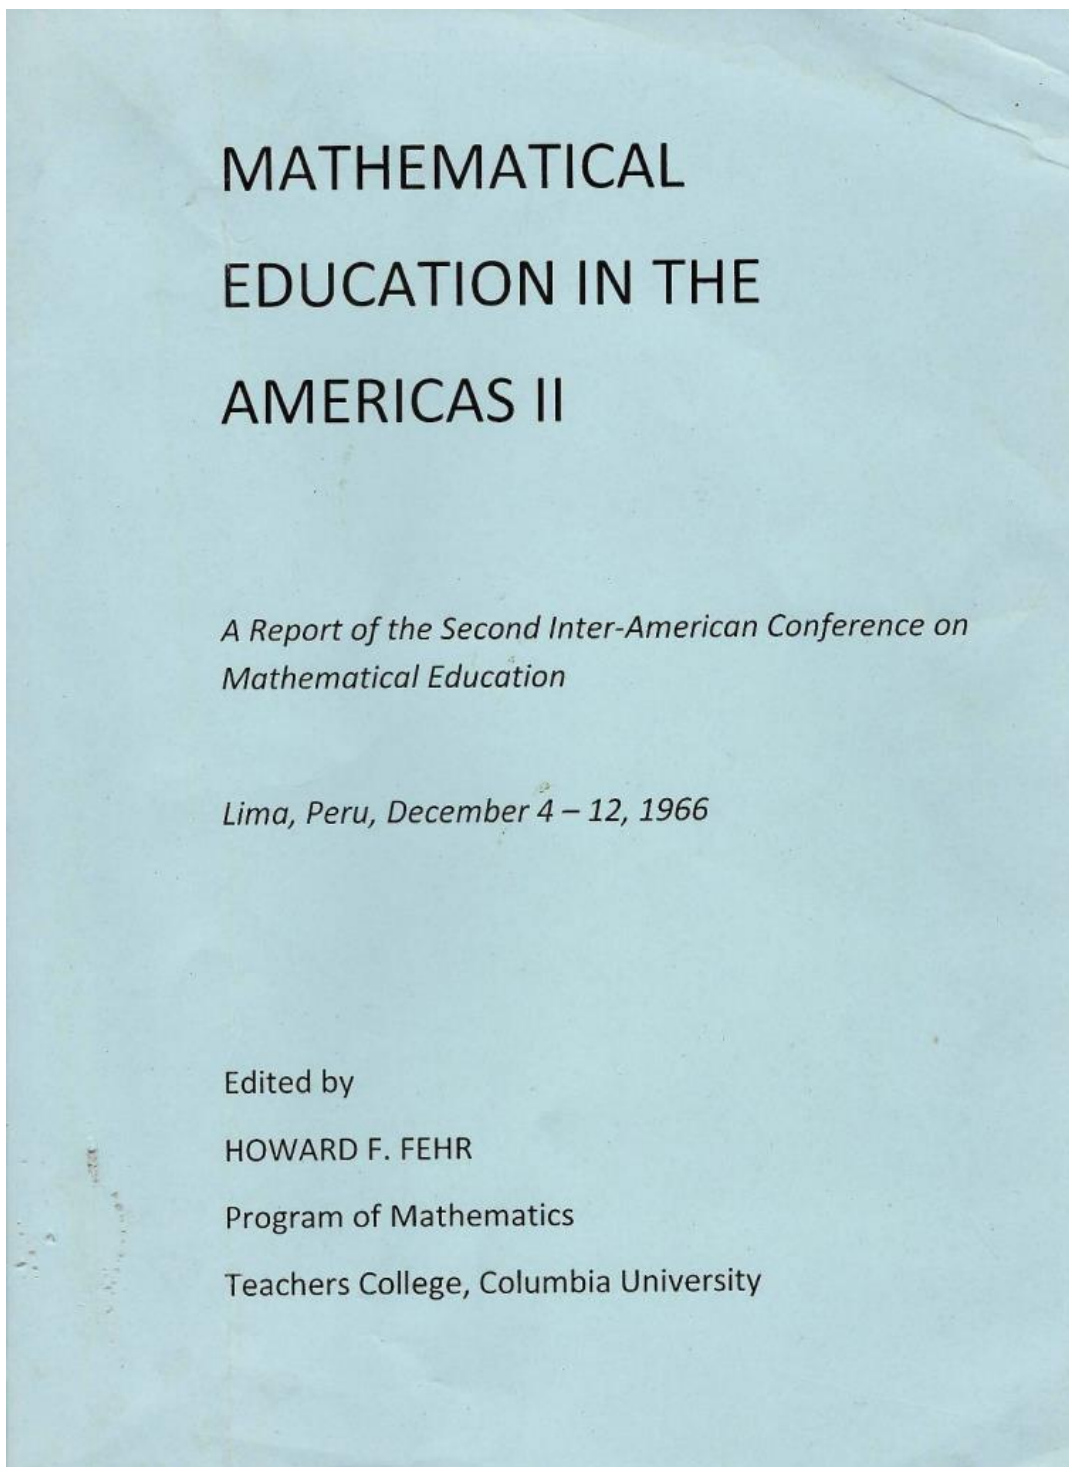 MATHEMATICAL
EDUCATION IN THE
AMERICAS II
A Report of the Second Inter-American Conference on
Mathematical Education
Lima, Peru, December 4 – 12, 1966
Edited by
HOWARD F. FEHR
Program of Mathematics
Teachers College, Columbia University